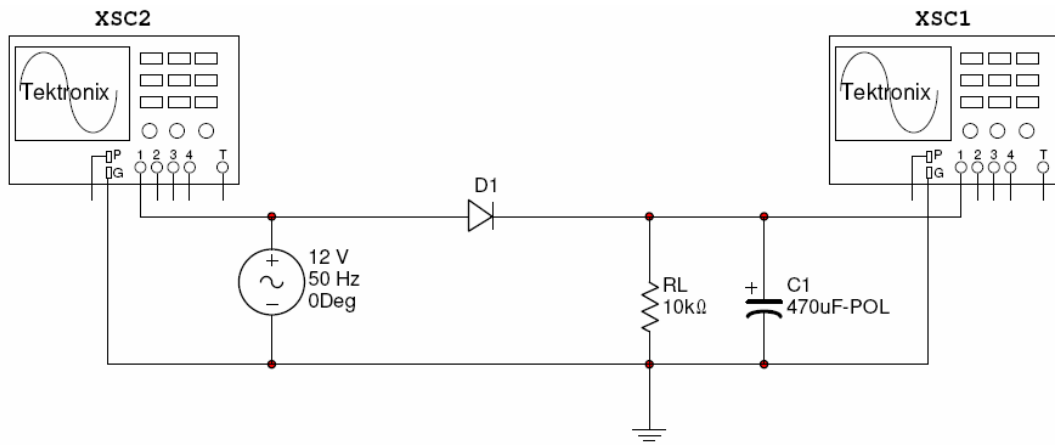 XSC2
XSC1
Tektronix
P
G
1 2 3 4 T
Tektronix
P
G
1 2 3 4 T
D1
12 V
50 Hz
0Deg
RL
10kΩ
C1
470uF-POL